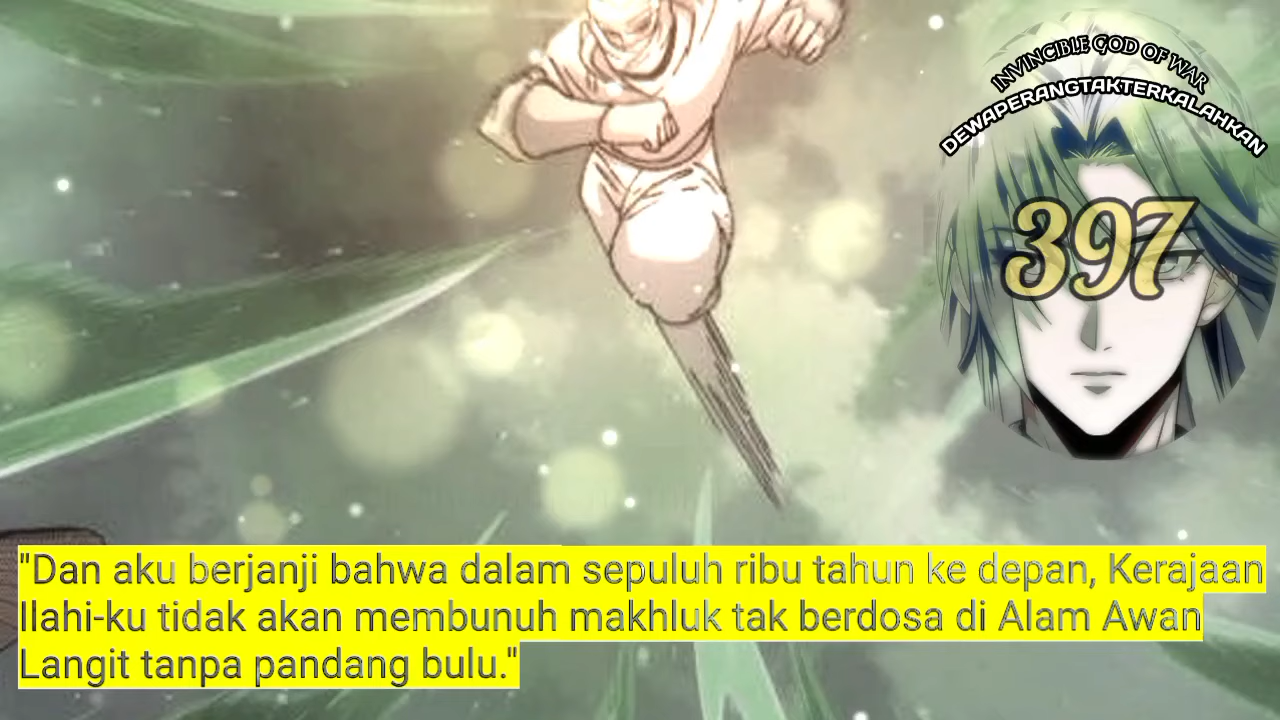 INVINCIBLE GOD OF WAR
DEWAPERANGTAKTERKALAHKAN
397
"Dan aku berjanji bahwa dalam sepuluh ribu tahun ke depan, Kerajaan
Ilahi-ku tidak akan membunuh makhluk tak berdosa di Alam Awan
Langit tanpa pandang bulu."